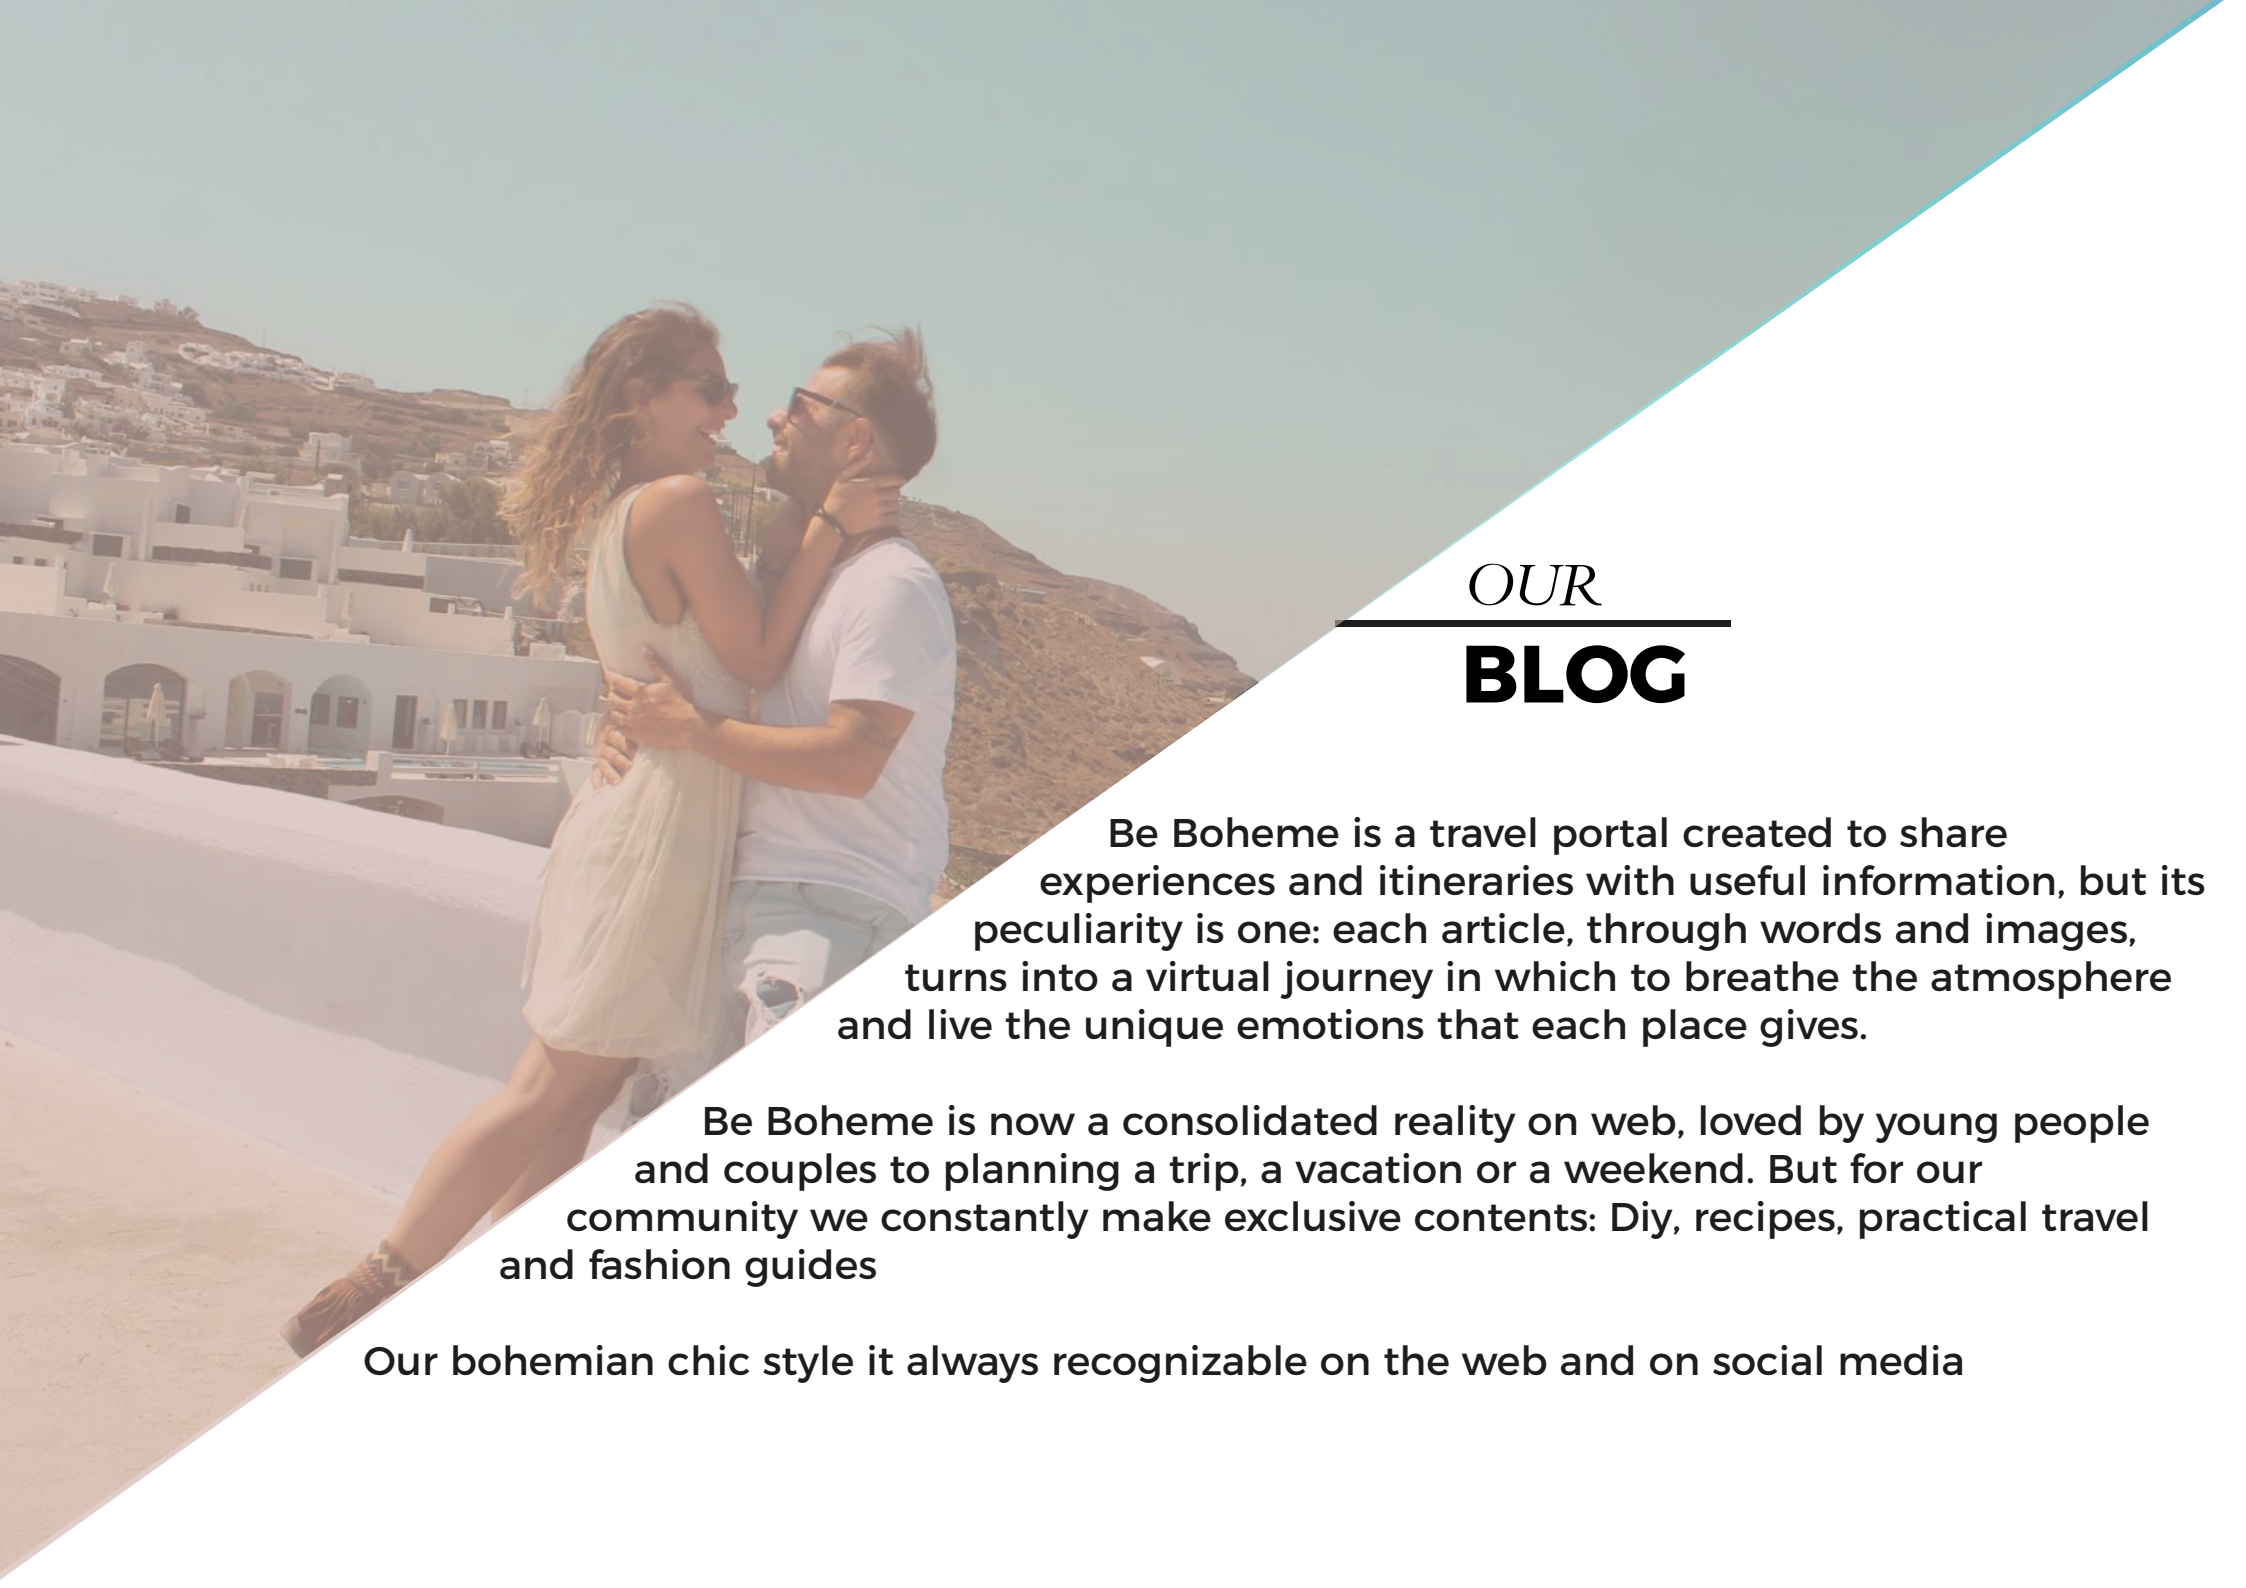 OUR
BLOG
Be Boheme is a travel portal created to share
experiences and itineraries with useful information, but its
peculiarity is one: each article, through words and images,
turns into a virtual journey in which to breathe the atmosphere
and live the unique emotions that each place gives.
Be Boheme is now a consolidated reality on web, loved by young people
and couples to planning a trip, a vacation or a weekend. But for our
community we constantly make exclusive contents: Diy, recipes, practical travel
and fashion guides
Our bohemian chic style it always recognizable on the web and on social media